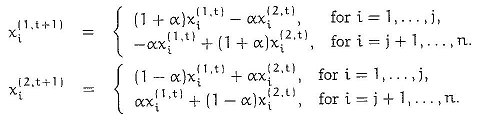 x_i^{(1,t+1)} = { (1 + α)x_i^{(1,t)} − αx_i^{(2,t)}, for i = 1, . . . , j,
−αx_i^{(1,t)} + (1 + α)x_i^{(2,t)}, for i = j + 1, . . . , n.
x_i^{(2,t+1)} = { (1 − α)x_i^{(1,t)} + αx_i^{(2,t)}, for i = 1, . . . , j,
αx_i^{(1,t)} + (1 − α)x_i^{(2,t)}, for i = j + 1, . . . , n.